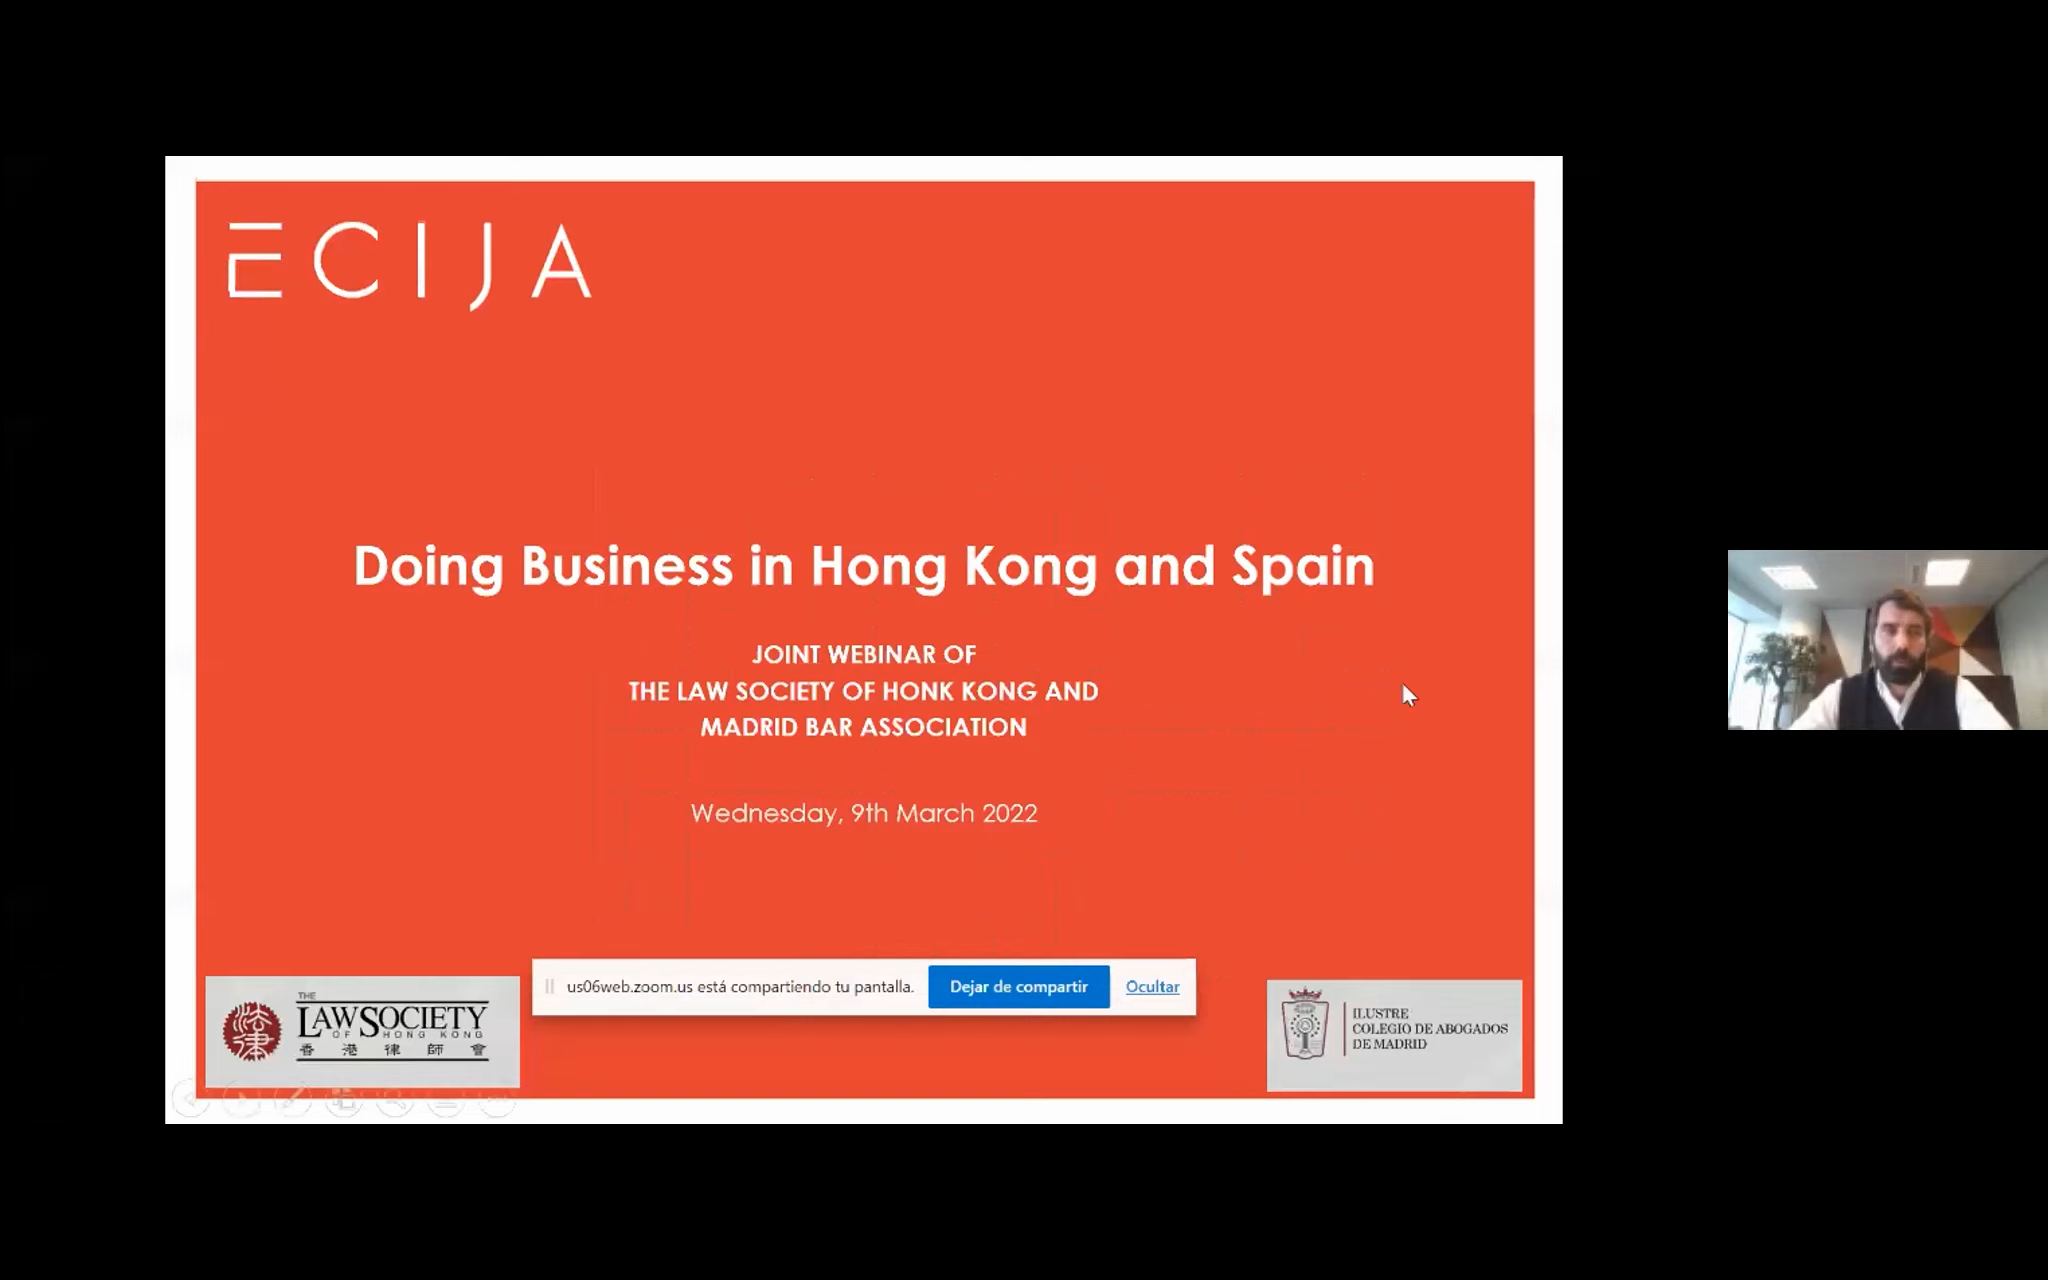 ECIJA
Doing Business in Hong Kong and Spain
JOINT WEBINAR OF
THE LAW SOCIETY OF HONK KONG AND
MADRID BAR ASSOCIATION
Wednesday, 9th March 2022
us06web.zoom.us está compartiendo tu pantalla. Dejar de compartir Ocultar
法律
THE
LAW SOCIETY
OF HONG KONG
香港律師會
ILUSTRE
COLEGIO DE ABOGADOS
DE MADRID